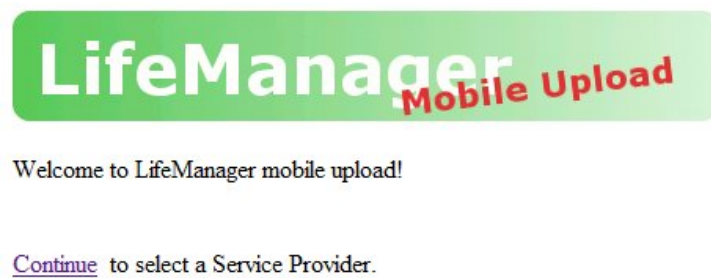 LifeManager
Mobile Upload
Welcome to LifeManager mobile upload!
Continue to select a Service Provider.